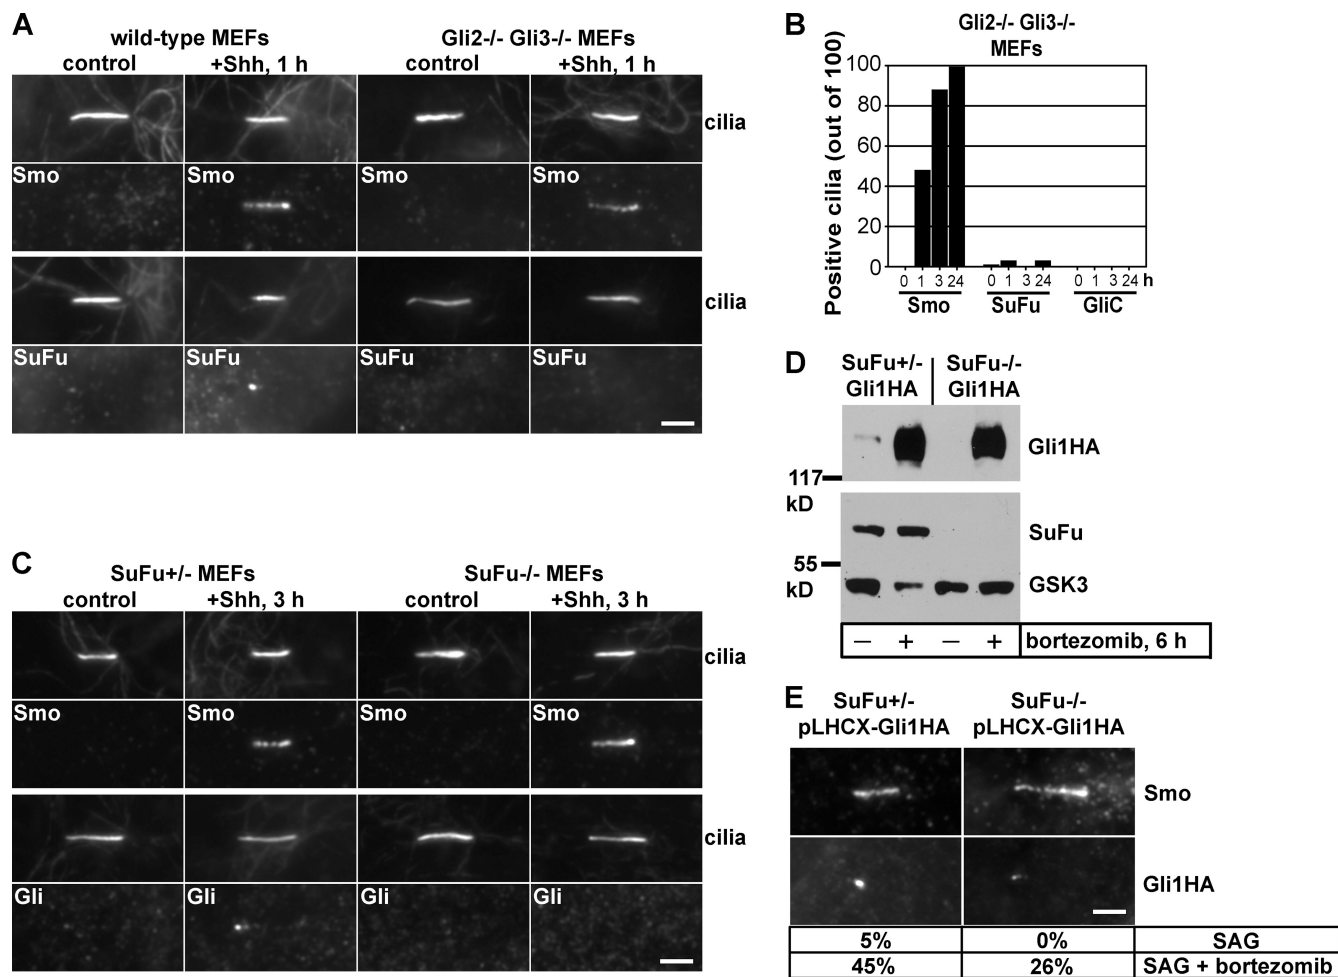 A
wild-type MEFs
Gli2-/- Gli3-/- MEFs
control
+Shh, 1 h
control
+Shh, 1 h
cilia
Smo
Smo
Smo
Smo
cilia
SuFu
SuFu
SuFu
SuFu
B
Gli2-/- Gli3-/-
MEFs
Positive cilia (out of 100)
100
80
60
40
20
0
0 1 3 24 0 1 3 24 0 1 3 24 h
Smo SuFu GliC
C
SuFu+/- MEFs
SuFu-/- MEFs
control
+Shh, 3 h
control
+Shh, 3 h
cilia
Smo
Smo
Smo
Smo
cilia
Gli
Gli
Gli
Gli
D
SuFu+/-
Gli1HA
SuFu-/-
Gli1HA
Gli1HA
117
kD
SuFu
55
kD
GSK3
– + – + bortezomib, 6 h
E
SuFu+/-
pLHCX-Gli1HA
SuFu-/-
pLHCX-Gli1HA
Smo
Gli1HA
5% 0% SAG
45% 26% SAG + bortezomib